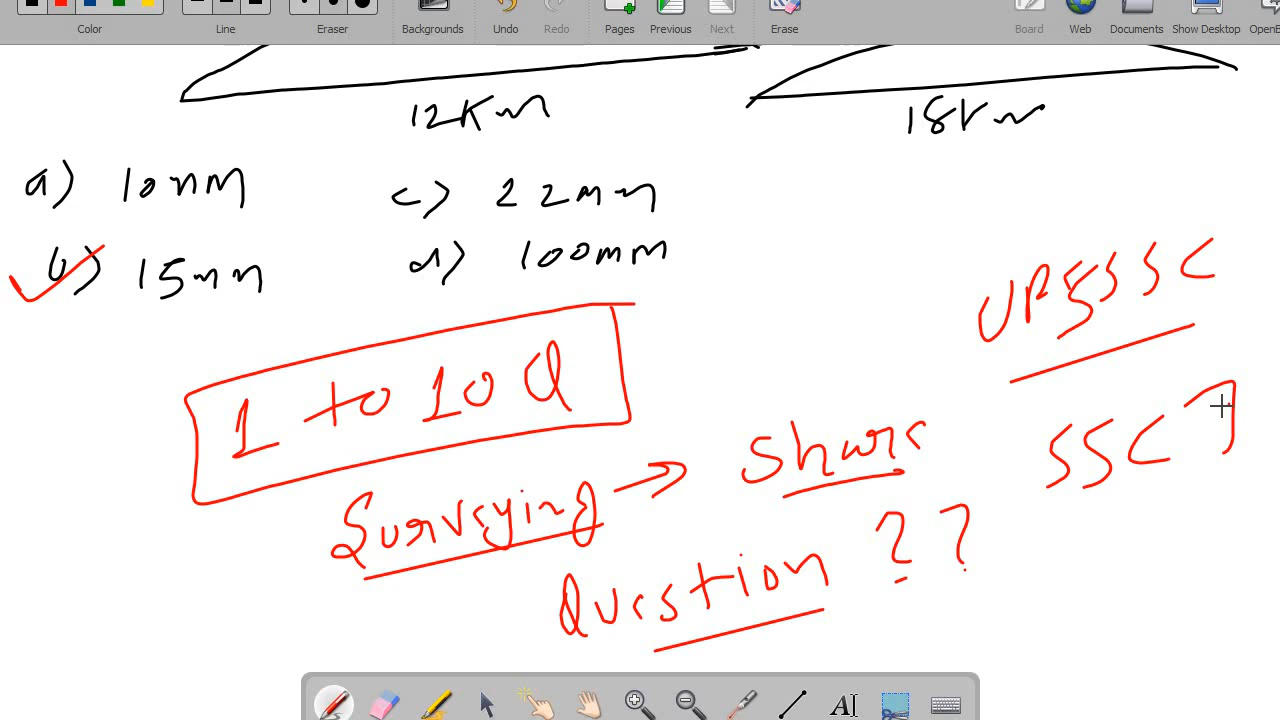 Color Line Eraser Backgrounds Undo Redo Pages Previous Next Erase Board Web Documents Show Desktop
12Km 18Km
a) 10mm c) 22mm
b) 15mm d) 100mm
UPSSSC
1 to 10 Q
SSC J
Surveying → Share
Question ??